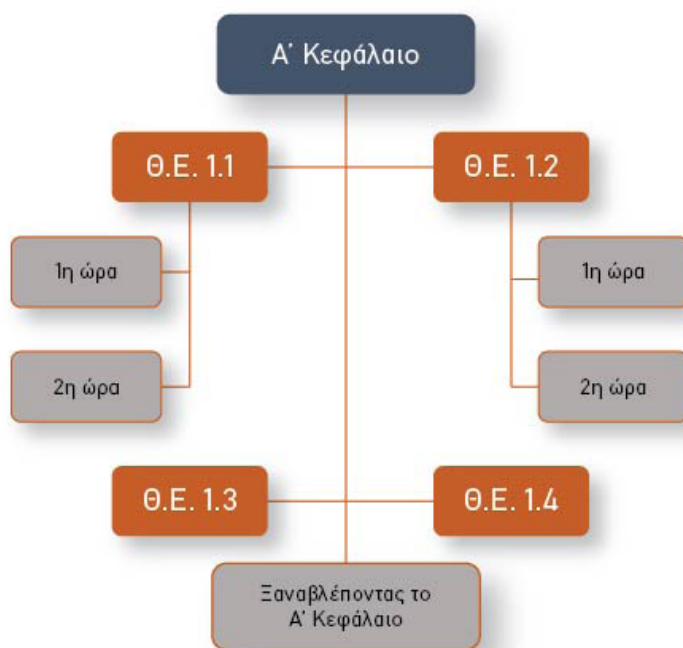 Α' Κεφάλαιο
Θ.Ε. 1.1
Θ.Ε. 1.2
1η ώρα
1η ώρα
2η ώρα
2η ώρα
Θ.Ε. 1.3
Θ.Ε. 1.4
Ξαναβλέποντας το
Α' Κεφάλαιο